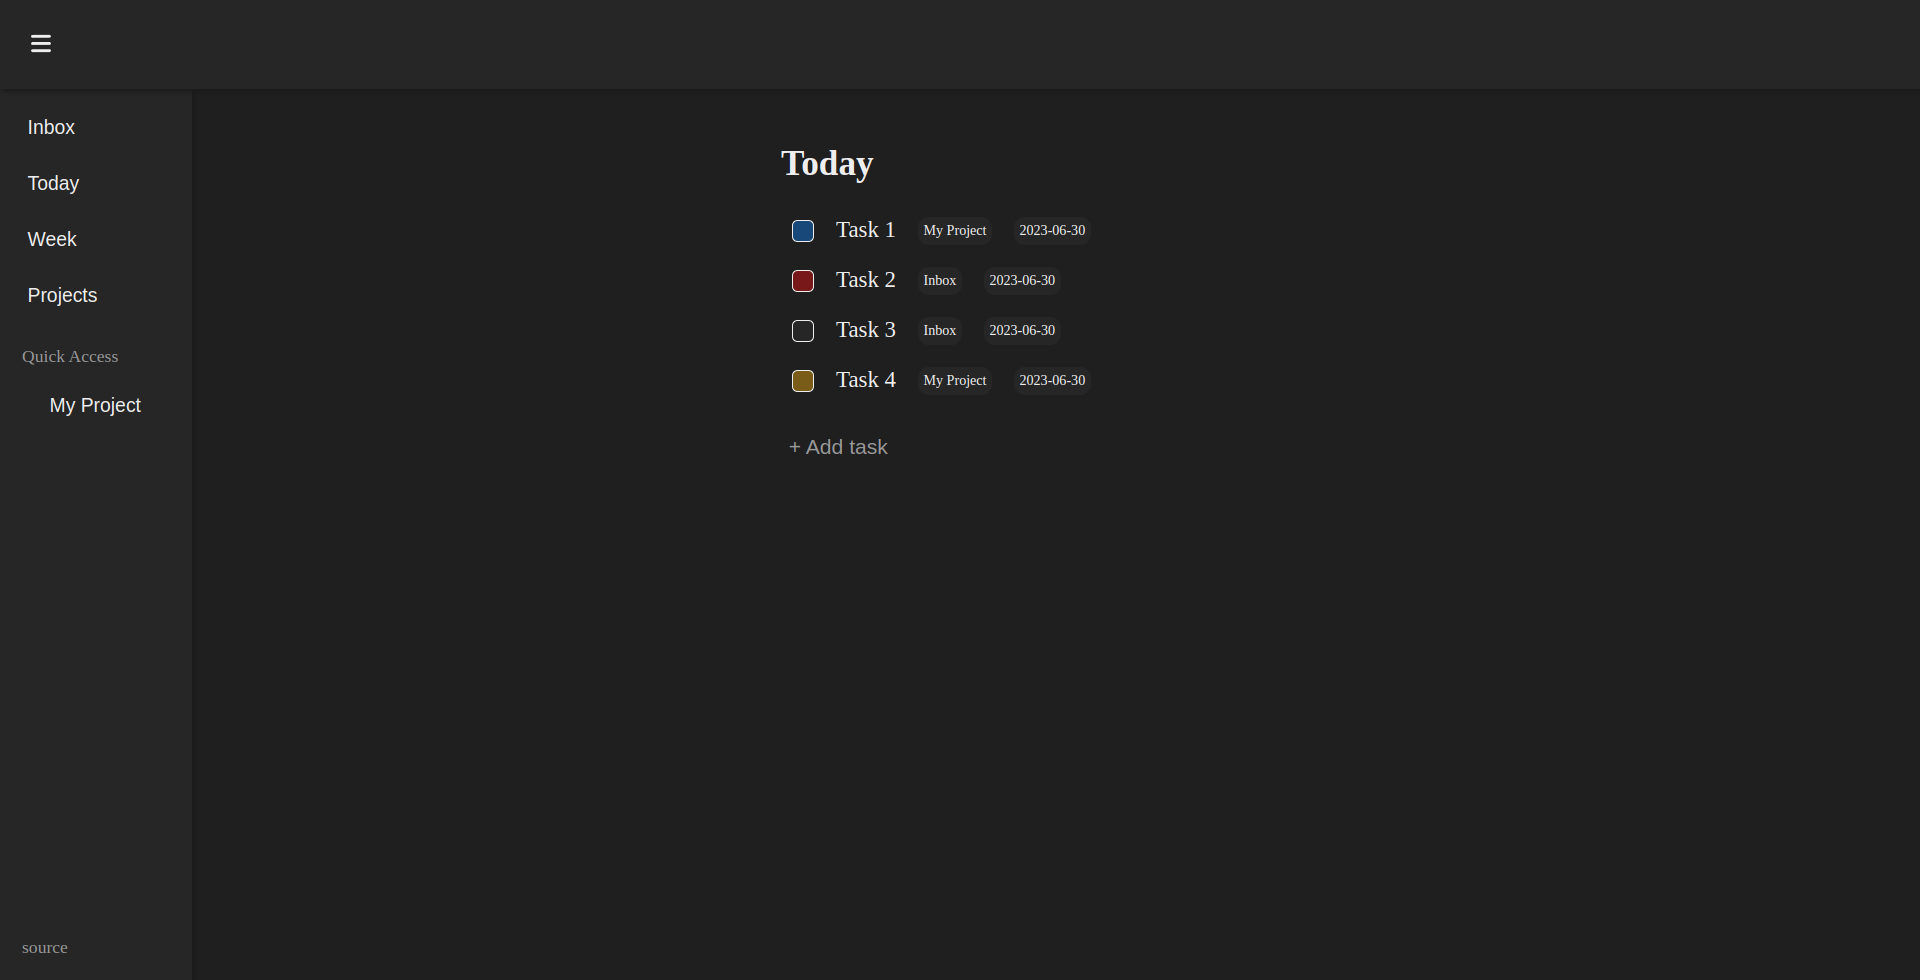 Inbox
Today
Week
Projects
Quick Access
My Project
source
Today
Task 1 My Project 2023-06-30
Task 2 Inbox 2023-06-30
Task 3 Inbox 2023-06-30
Task 4 My Project 2023-06-30
+ Add task